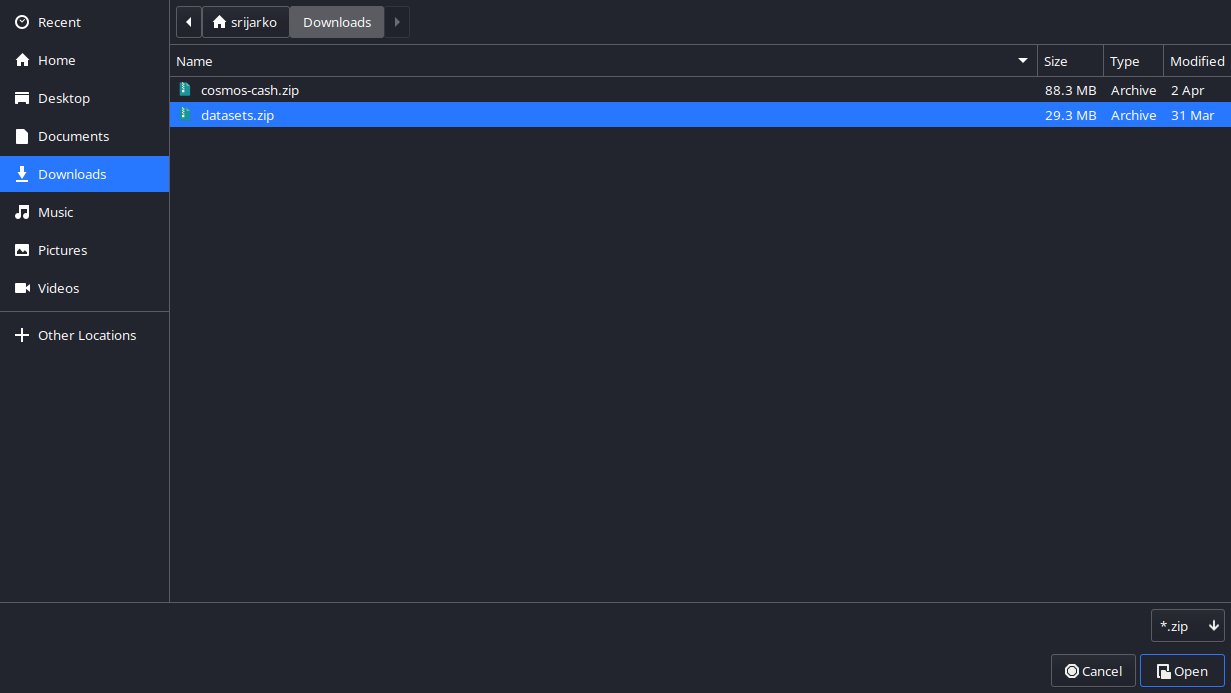 Recent
Home
Desktop
Documents
Downloads
Music
Pictures
Videos
Other Locations
srijarko Downloads
Name Size Type Modified
cosmos-cash.zip 88.3 MB Archive 2 Apr
datasets.zip 29.3 MB Archive 31 Mar
*.zip
Cancel Open